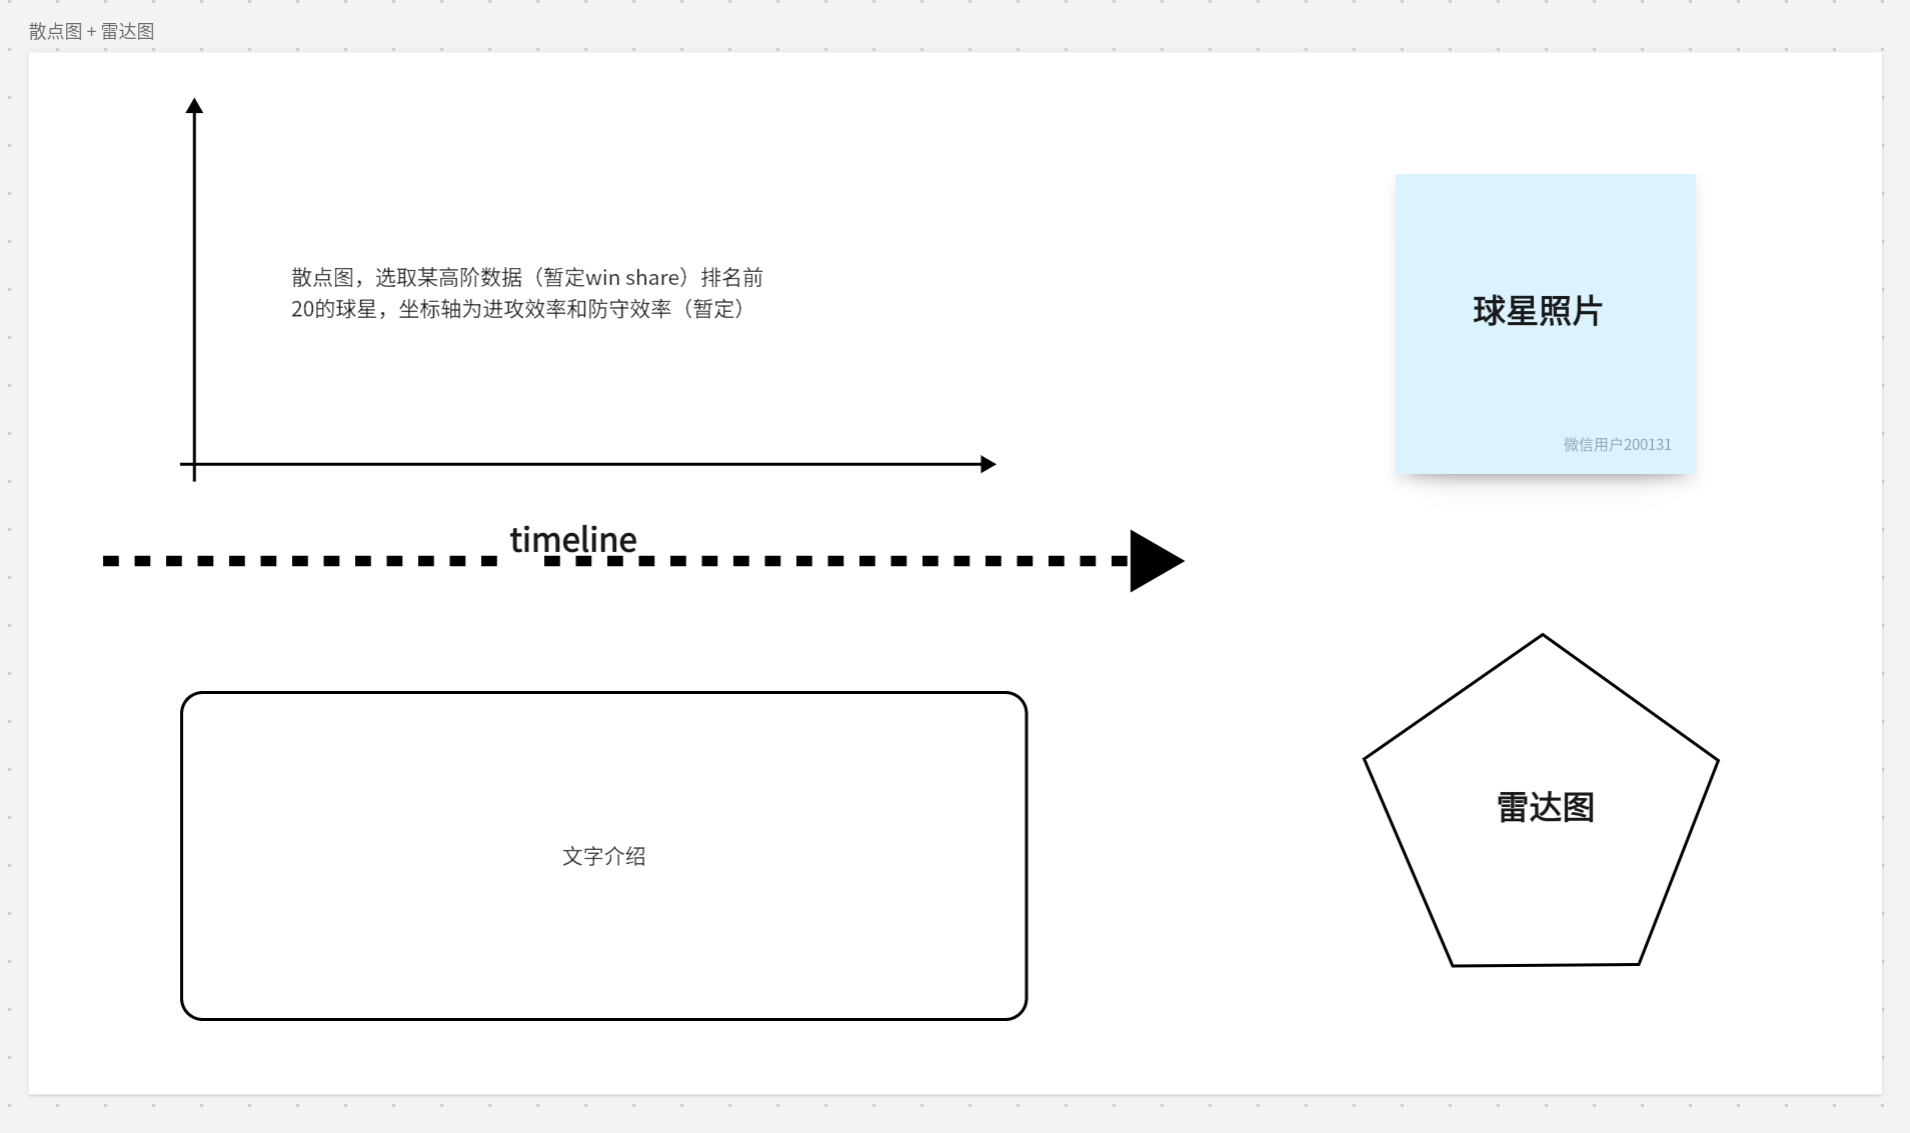 散点图 + 雷达图
散点图，选取某高阶数据（暂定win share）排名前
20的球星，坐标轴为进攻效率和防守效率（暂定）
球星照片
微信用户200131
timeline
雷达图
文字介绍